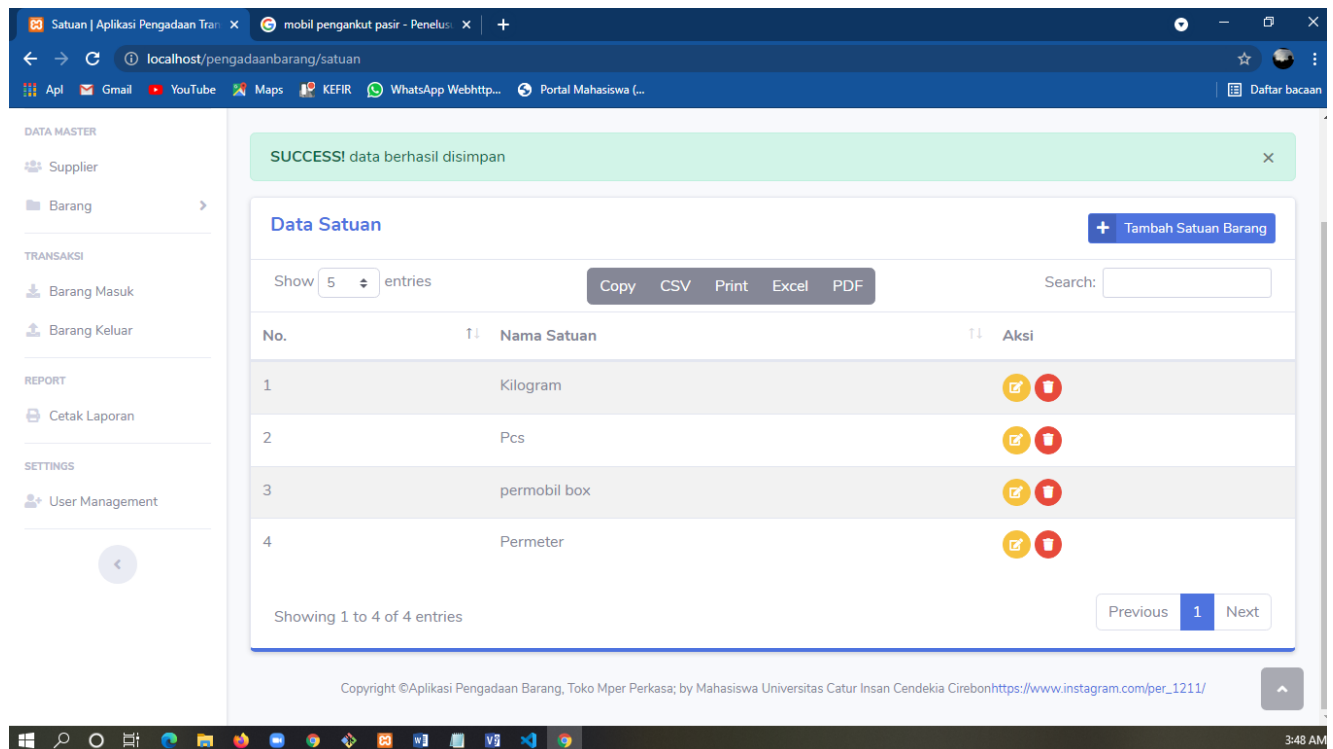 Satuan | Aplikasi Pengadaan Tran
mobil pengankut pasir - Penelusu
localhost/pengadaanbarang/satuan
Apl Gmail YouTube Maps KEFIR WhatsApp Webhttp... Portal Mahasiswa (... Daftar bacaan
DATA MASTER
Supplier
Barang
TRANSAKSI
Barang Masuk
Barang Keluar
REPORT
Cetak Laporan
SETTINGS
User Management
SUCCESS! data berhasil disimpan
Data Satuan
Tambah Satuan Barang
Show 5 entries
Copy CSV Print Excel PDF
Search:
No. Nama Satuan Aksi
1 Kilogram
2 Pcs
3 permobil box
4 Permeter
Showing 1 to 4 of 4 entries
Previous 1 Next
Copyright ©Aplikasi Pengadaan Barang, Toko Mper Perkasa; by Mahasiswa Universitas Catur Insan Cendekia Cirebonhttps://www.instagram.com/per_1211/
3:48 AM